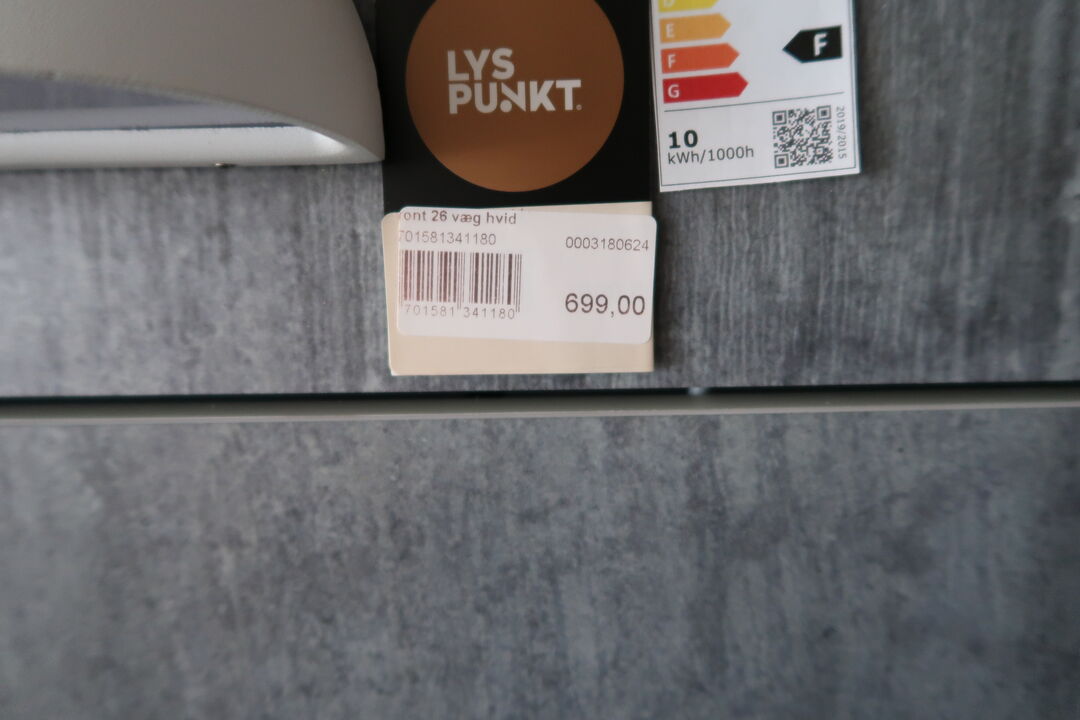 LYS
PUNKT.
E
F
G
F
10
kWh/1000h
2019/2015
ont 26 væg hvid
701581341180
0003180624
701581 341180
699,00